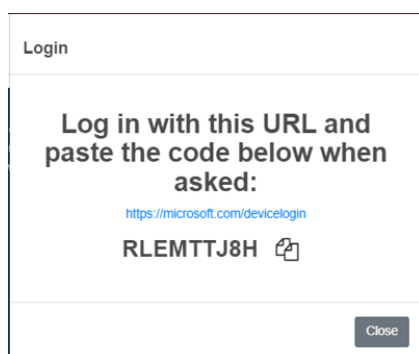 Login
Log in with this URL and
paste the code below when
asked:
https://microsoft.com/devicelogin
RLEMTTJ8H
Close